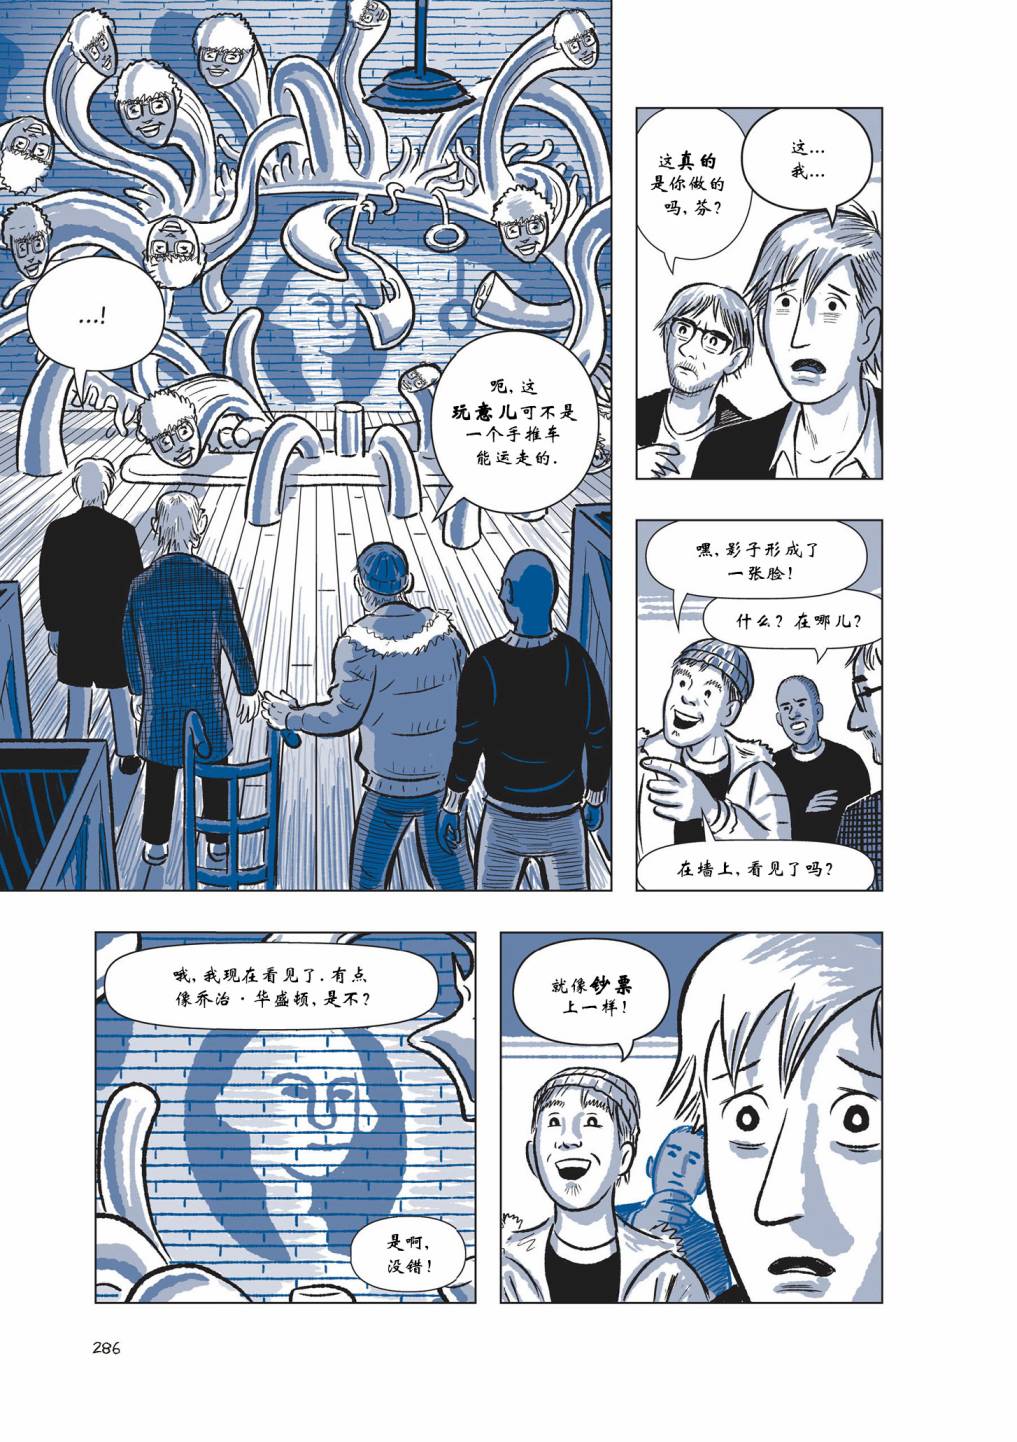 …!
呃，这
玩意儿可不是
一个手推车
能运走的.
这真的
是你做的
吗，芬？
这…
我…
嘿，影子形成了
一张脸！
什么？在哪儿？
在墙上，看见了吗？
哦，我现在看见了. 有点
像乔治·华盛顿，是不？
是啊，
没错！
就像钞票
上一样！
286